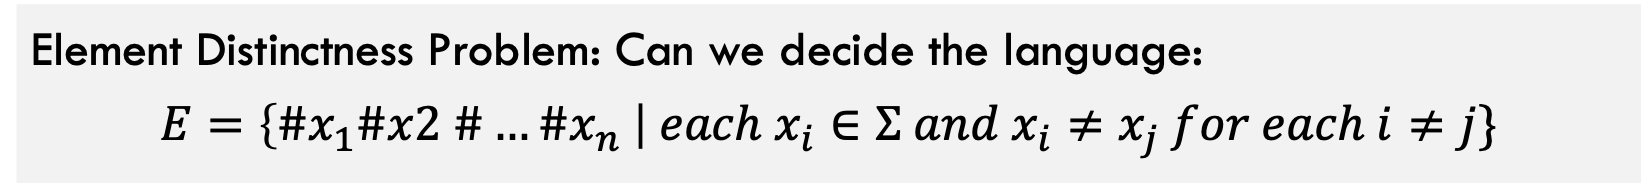 Element Distinctness Problem: Can we decide the language:
E = {#x₁#x2 # … #xₙ | each xᵢ ∈ Σ and xᵢ ≠ xⱼ for each i ≠ j}